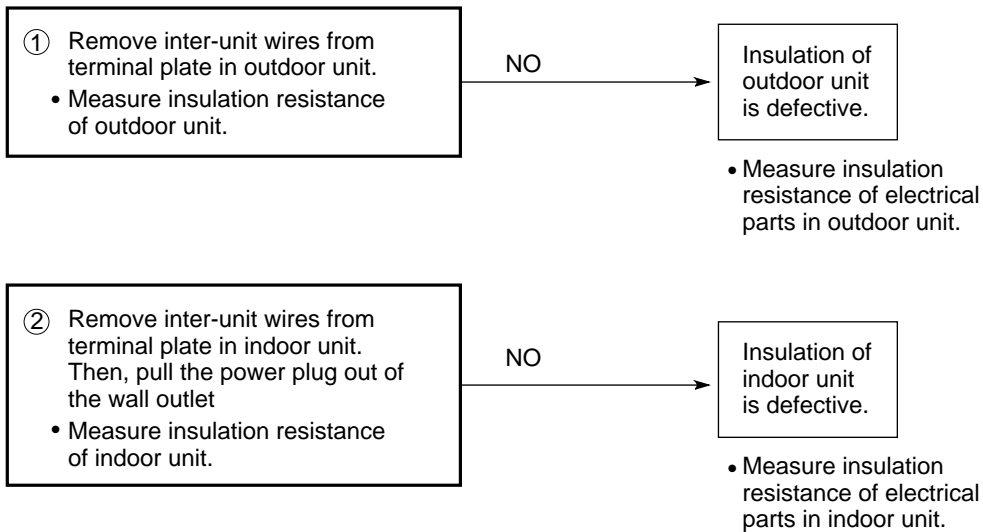 ① Remove inter-unit wires from
terminal plate in outdoor unit.
• Measure insulation resistance
of outdoor unit.
NO
Insulation of
outdoor unit
is defective.
• Measure insulation
resistance of electrical
parts in outdoor unit.
② Remove inter-unit wires from
terminal plate in indoor unit.
Then, pull the power plug out of
the wall outlet
• Measure insulation resistance
of indoor unit.
NO
Insulation of
indoor unit
is defective.
• Measure insulation
resistance of electrical
parts in indoor unit.